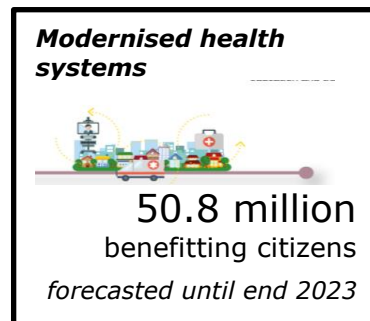 Modernised health
systems
50.8 million
benefitting citizens
forecasted until end 2023